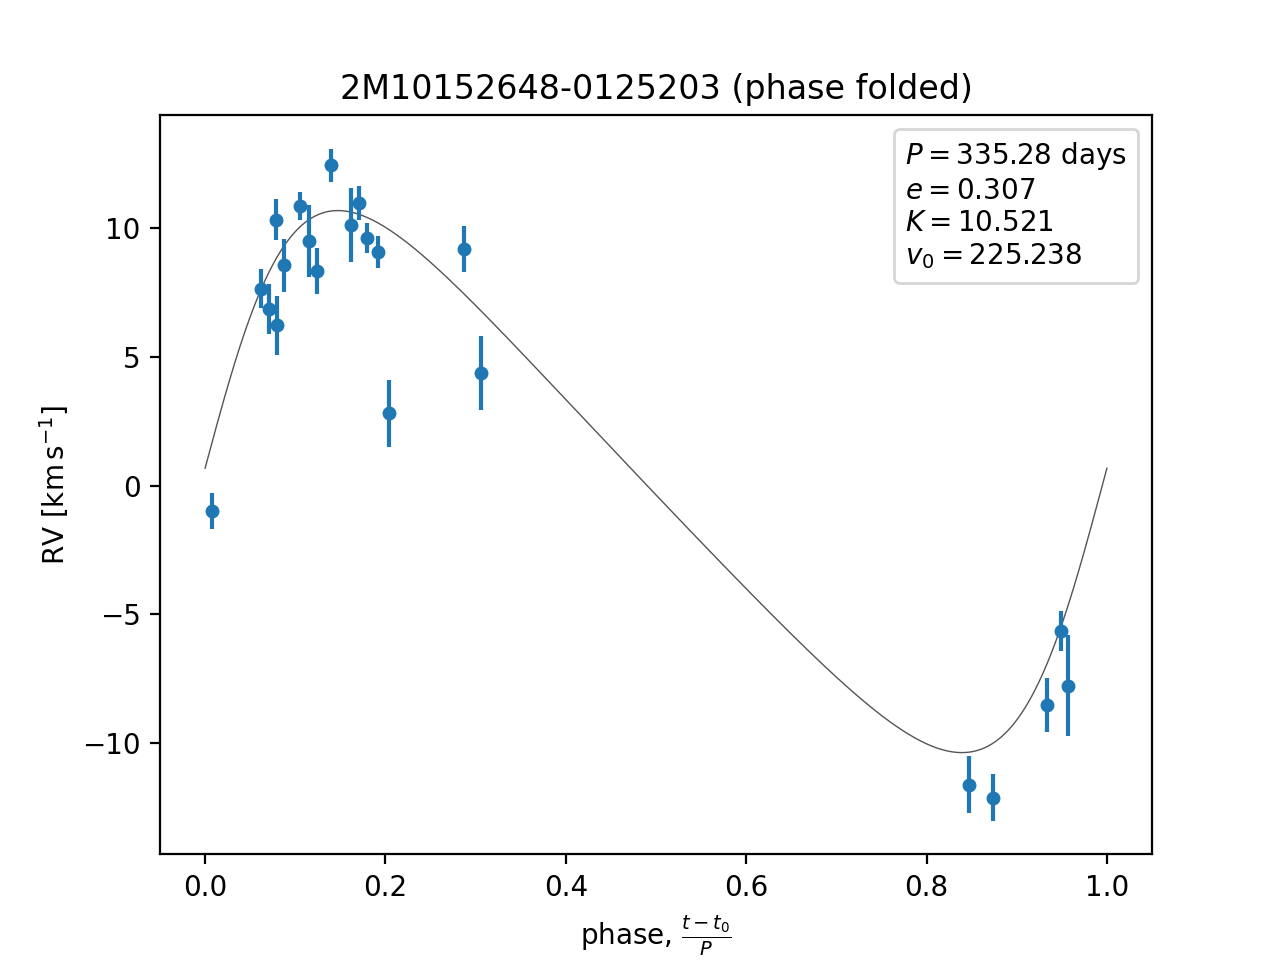 2M10152648-0125203 (phase folded)
P = 335.28 days
e = 0.307
K = 10.521
v₀ = 225.238
RV [km s⁻¹]
10
5
0
−5
−10
0.0 0.2 0.4 0.6 0.8 1.0
phase, (t − t₀)/P